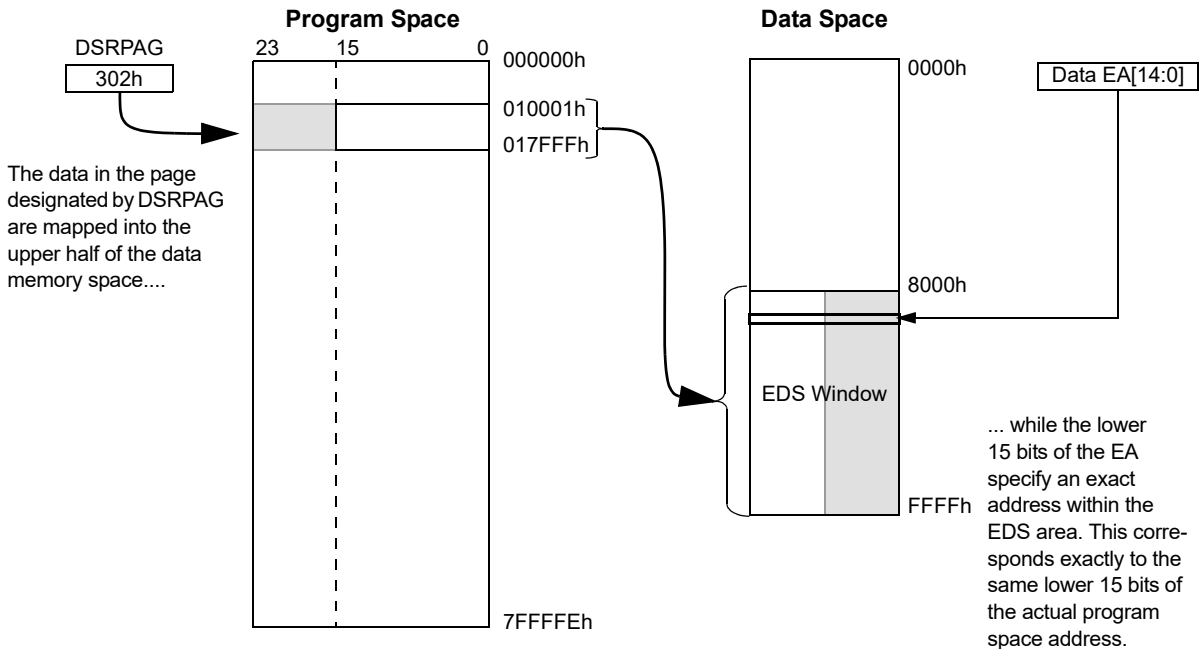 Program Space
Data Space
DSRPAG
302h
23
15
0
000000h
010001h
017FFFh
7FFFFEh
The data in the page
designated by DSRPAG
are mapped into the
upper half of the data
memory space....
0000h
8000h
FFFFh
EDS Window
Data EA[14:0]
... while the lower
15 bits of the EA
specify an exact
address within the
EDS area. This corre-
sponds exactly to the
same lower 15 bits of
the actual program
space address.